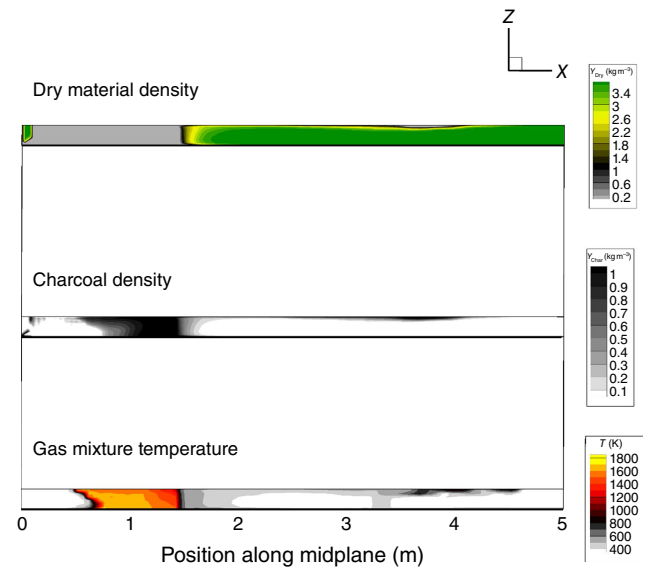 Z
X
Dry material density
Y_Dry (kg m⁻³)
3.4
3
2.6
2.2
1.8
1.4
1
0.6
0.2
Charcoal density
Y_Char (kg m⁻³)
1
0.9
0.8
0.7
0.6
0.5
0.4
0.3
0.2
0.1
Gas mixture temperature
T (K)
1800
1600
1400
1200
1000
800
600
400
0 1 2 3 4 5
Position along midplane (m)